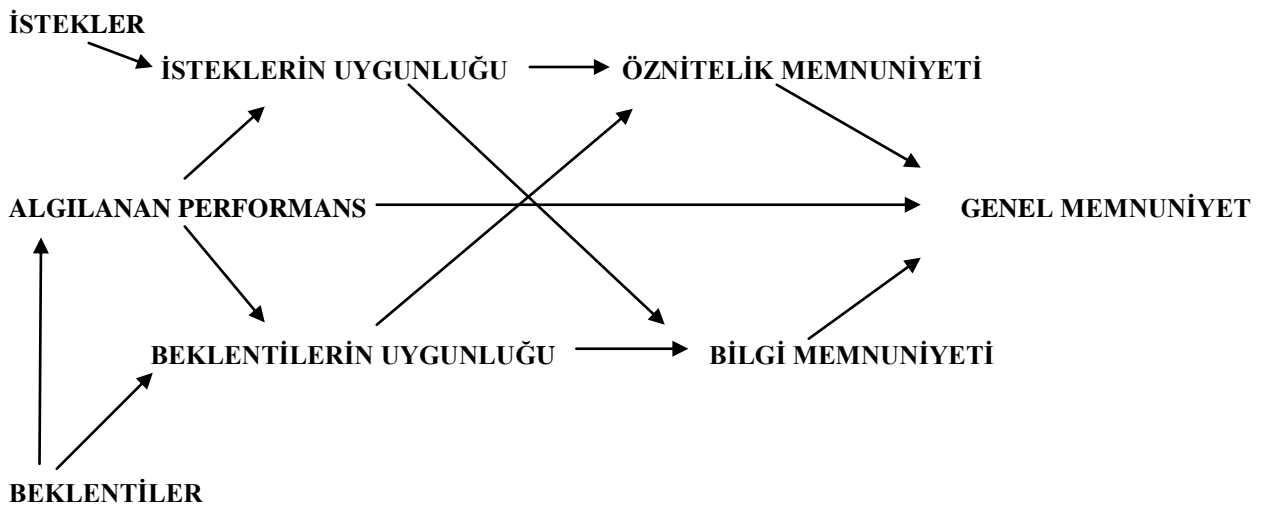 İSTEKLER
İSTEKLERİN UYGUNLUĞU
ÖZNİTELİK MEMNUNİYETİ
ALGILANAN PERFORMANS
GENEL MEMNUNİYET
BEKLENTİLERİN UYGUNLUĞU
BİLGİ MEMNUNİYETİ
BEKLENTİLER